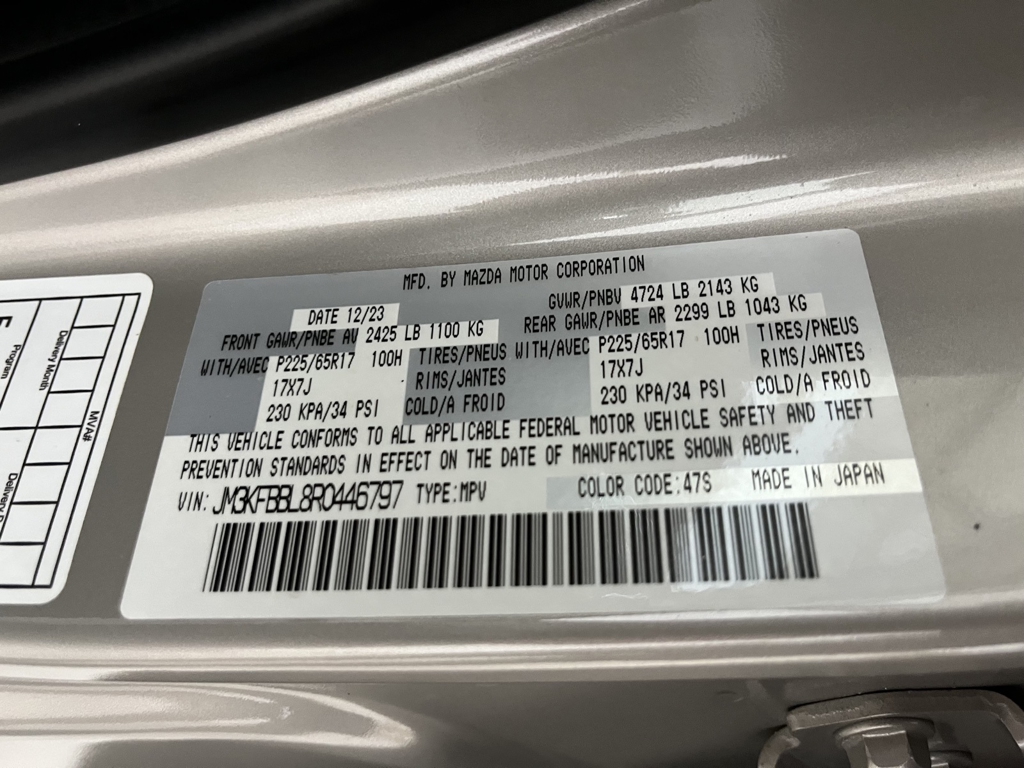 MFD. BY MAZDA MOTOR CORPORATION
DATE 12/23
GVWR/PNBV 4724 LB 2143 KG
FRONT GAWR/PNBE AV 2425 LB 1100 KG
REAR GAWR/PNBE AR 2299 LB 1043 KG
WITH/AVEC P225/65R17 100H TIRES/PNEUS WITH/AVEC P225/65R17 100H TIRES/PNEUS
17X7J RIMS/JANTES 17X7J RIMS/JANTES
230 KPA/34 PSI COLD/A FROID 230 KPA/34 PSI COLD/A FROID
THIS VEHICLE CONFORMS TO ALL APPLICABLE FEDERAL MOTOR VEHICLE SAFETY AND THEFT
PREVENTION STANDARDS IN EFFECT ON THE DATE OF MANUFACTURE SHOWN ABOVE.
VIN: JM3KFBBL8R0446797 TYPE:MPV COLOR CODE:47S MADE IN JAPAN
MVA#
Delivery Month
Program
Delivery